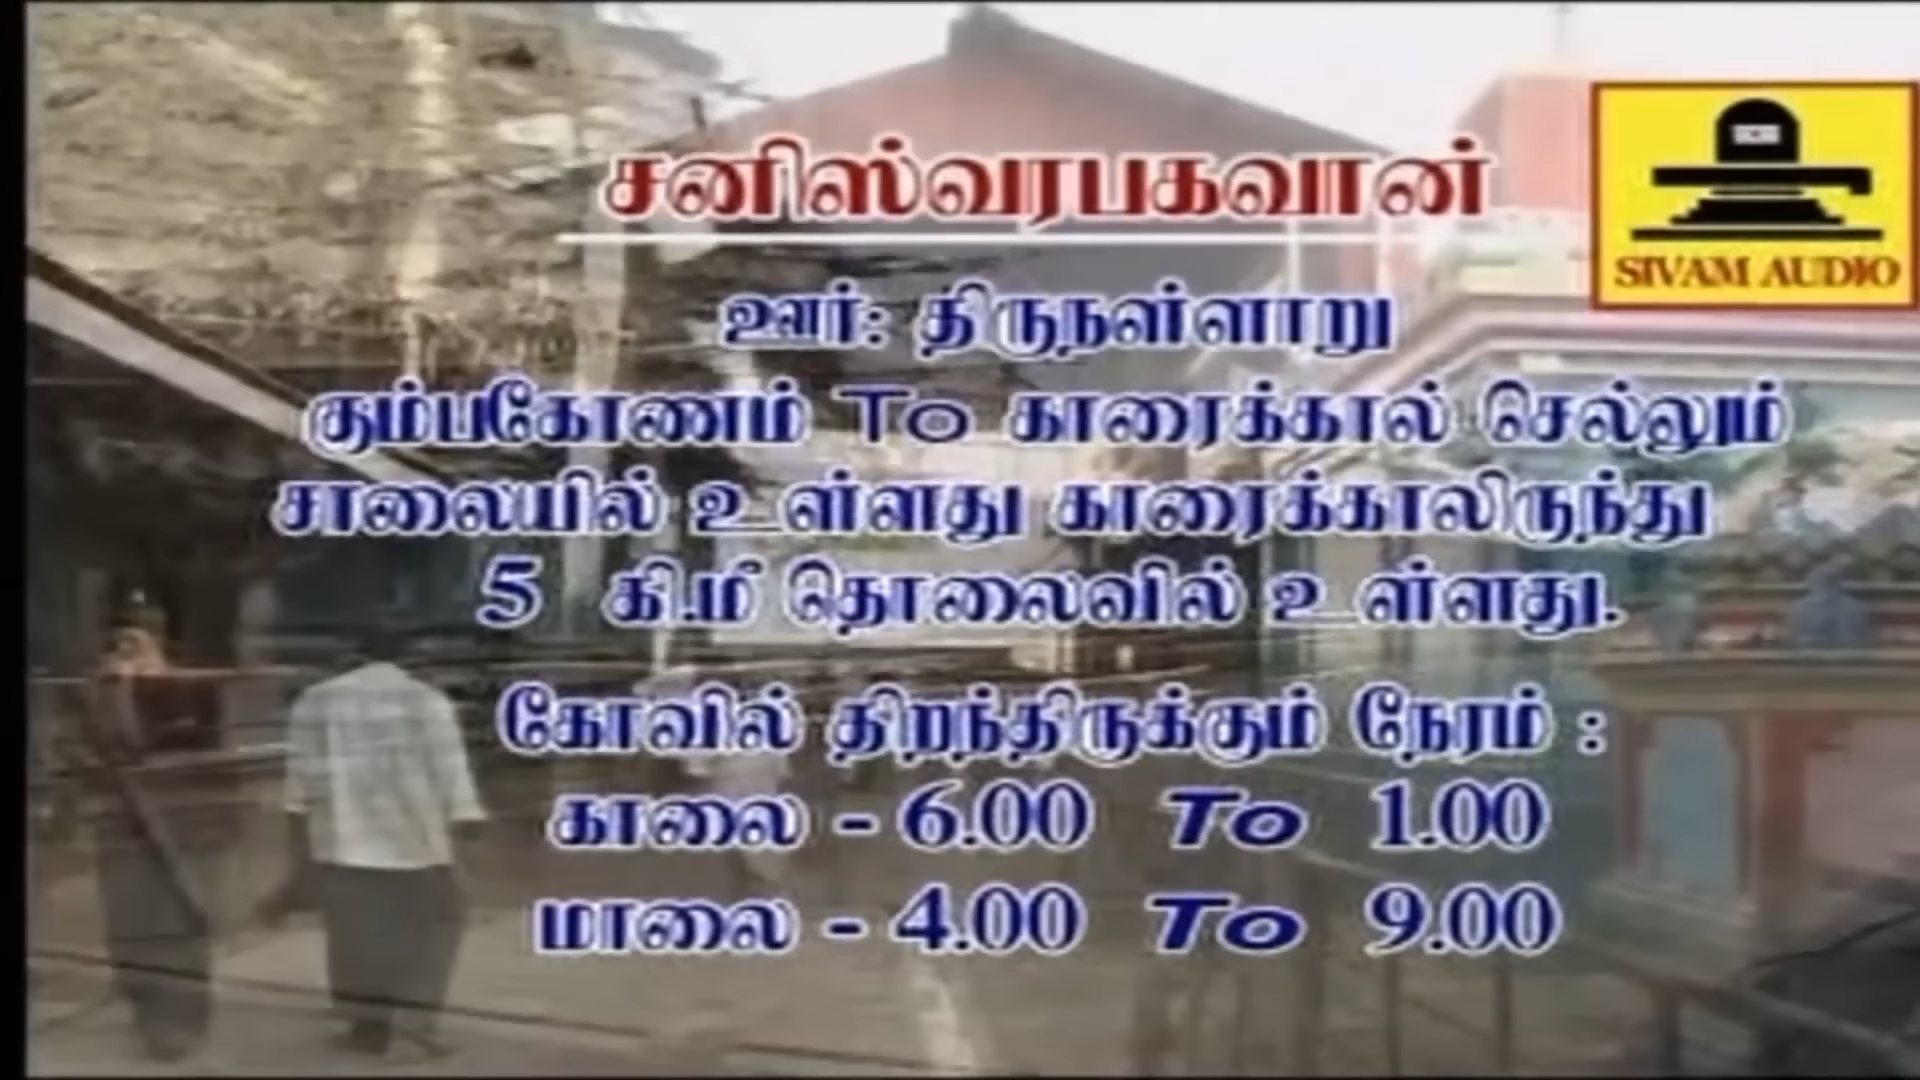 சனிஸ்வரபகவான்
SIVAM AUDIO
ஊர்: திருநள்ளாறு
கும்பகோணம் To காரைக்கால் செல்லும்
சாலையில் உள்ளது காரைக்காலிருந்து
5 கி.மீ தொலைவில் உள்ளது.
கோவில் திறந்திருக்கும் நேரம் :
காலை - 6.00 To 1.00
மாலை - 4.00 To 9.00